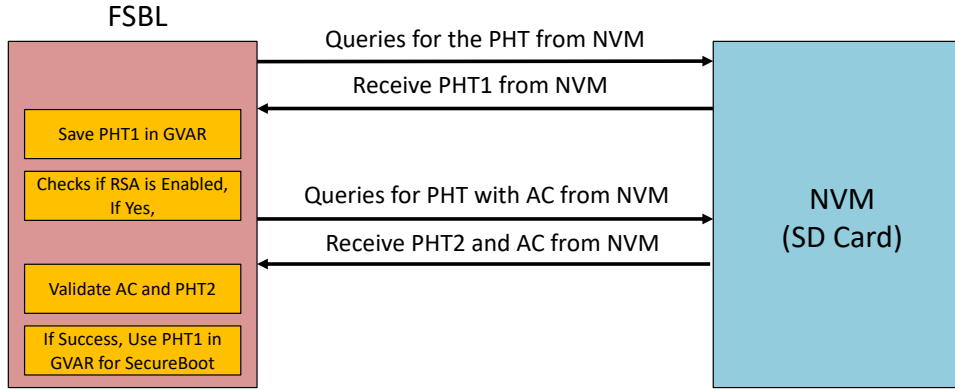 FSBL
Queries for the PHT from NVM
Receive PHT1 from NVM
Save PHT1 in GVAR
Checks if RSA is Enabled,
If Yes,
Queries for PHT with AC from NVM
Receive PHT2 and AC from NVM
Validate AC and PHT2
If Success, Use PHT1 in
GVAR for SecureBoot
NVM
(SD Card)